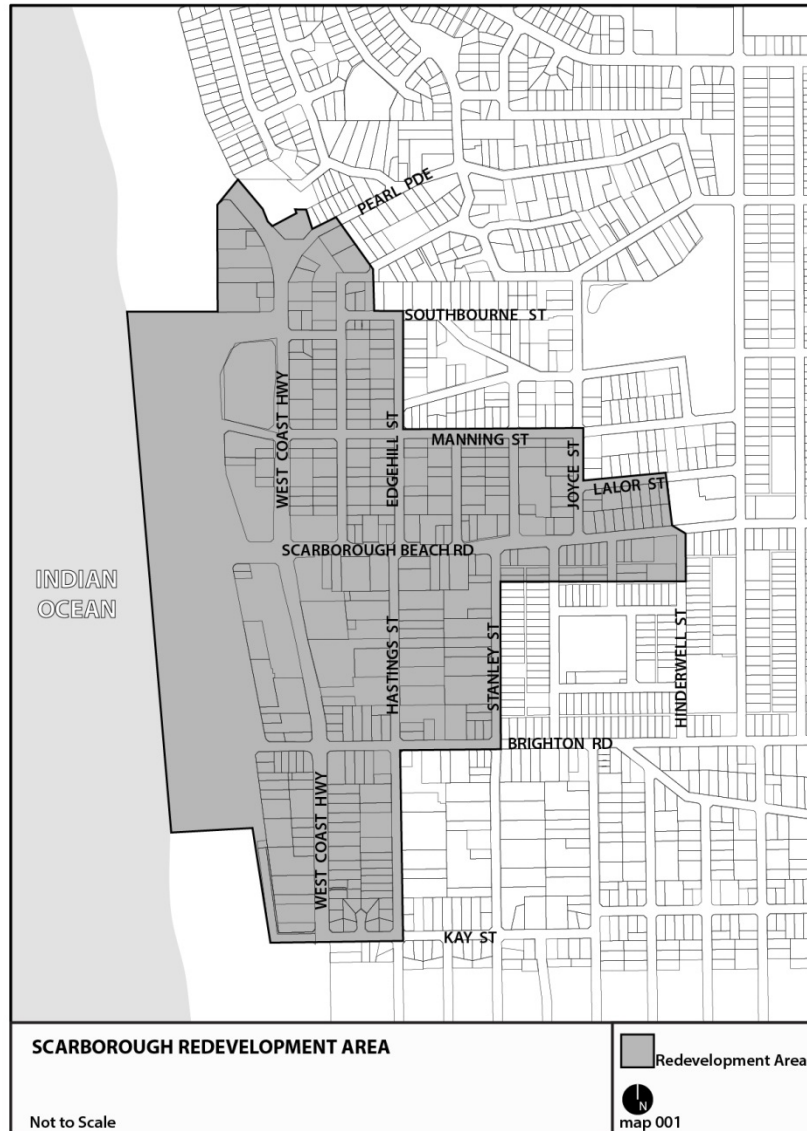 PEARL PDE
SOUTHBOURNE ST
WEST COAST HWY
EDGEHILL ST
MANNING ST
JOYCE ST
LALOR ST
SCARBOROUGH BEACH RD
INDIAN
OCEAN
HASTINGS ST
STANLEY ST
HINDERWELL ST
BRIGHTON RD
WEST COAST HWY
KAY ST
SCARBOROUGH REDEVELOPMENT AREA
Redevelopment Area
N
Not to Scale
map 001